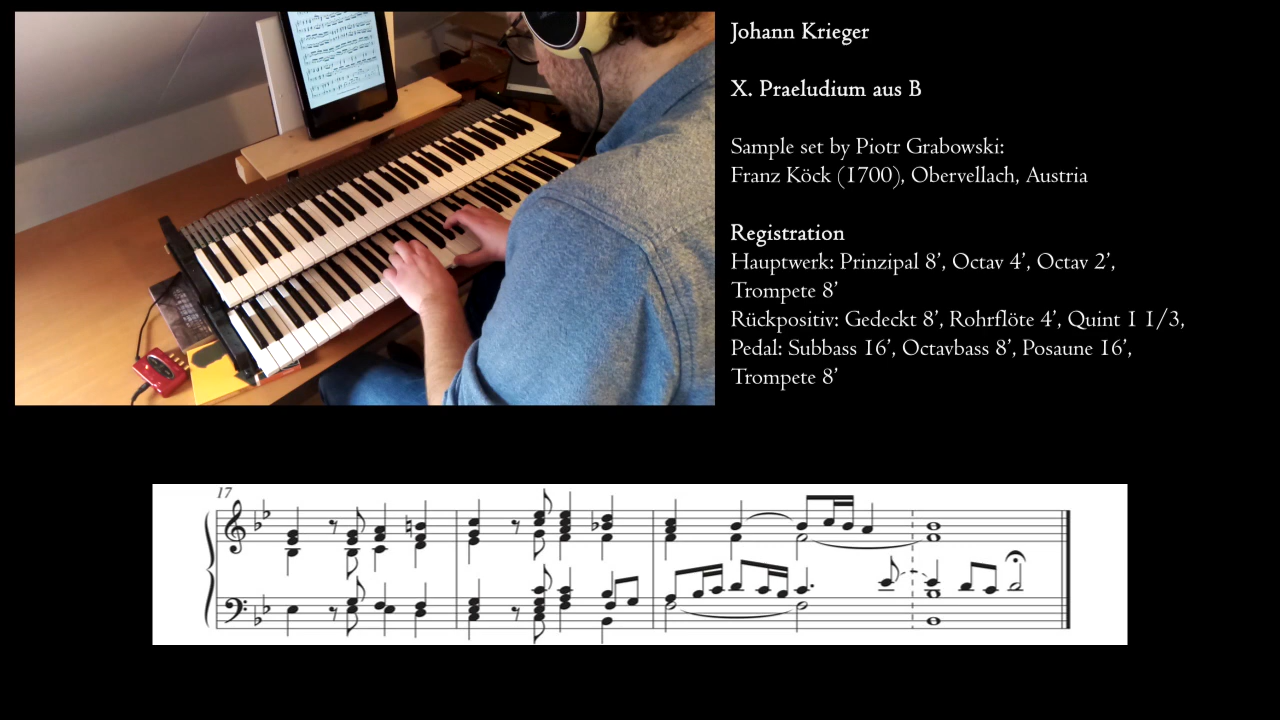 Johann Krieger
X. Praeludium aus B
Sample set by Piotr Grabowski:
Franz Köck (1700), Obervellach, Austria
Registration
Hauptwerk: Prinzipal 8’, Octav 4’, Octav 2’,
Trompete 8’
Rückpositiv: Gedeckt 8’, Rohrflöte 4’, Quint 1 1/3,
Pedal: Subbass 16’, Octavbass 8’, Posaune 16’,
Trompete 8’
17